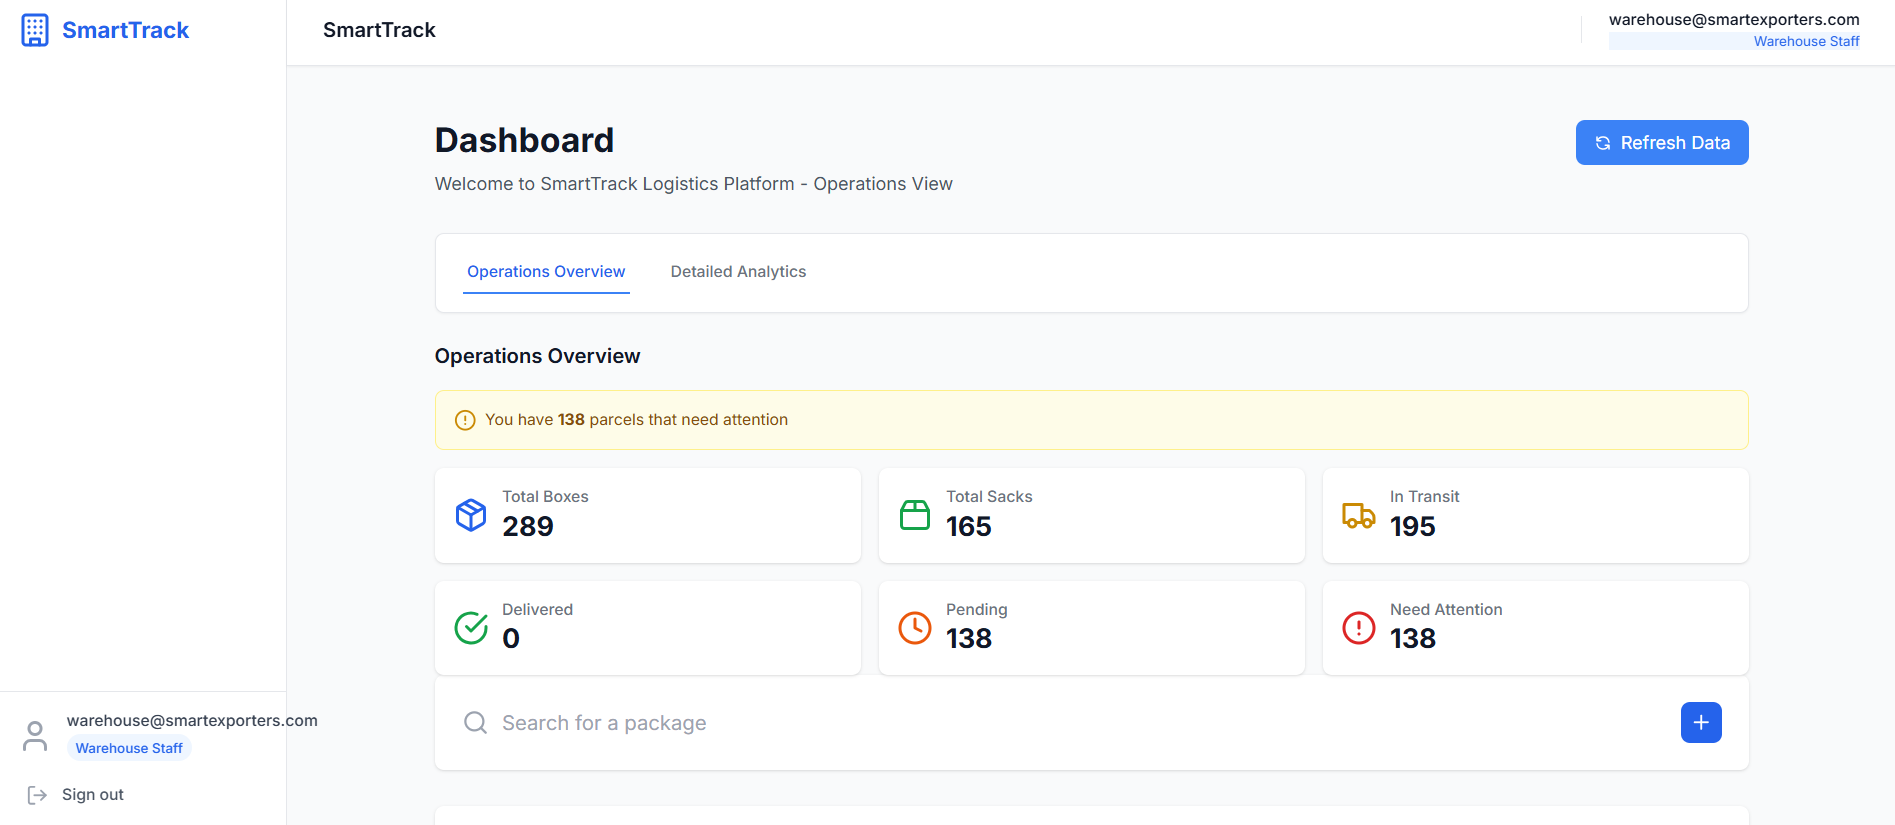 SmartTrack
SmartTrack
warehouse@smartexporters.com
Warehouse Staff
Dashboard
Welcome to SmartTrack Logistics Platform - Operations View
Refresh Data
Operations Overview
Detailed Analytics
Operations Overview
You have 138 parcels that need attention
Total Boxes
289
Total Sacks
165
In Transit
195
Delivered
0
Pending
138
Need Attention
138
Search for a package
warehouse@smartexporters.com
Warehouse Staff
Sign out